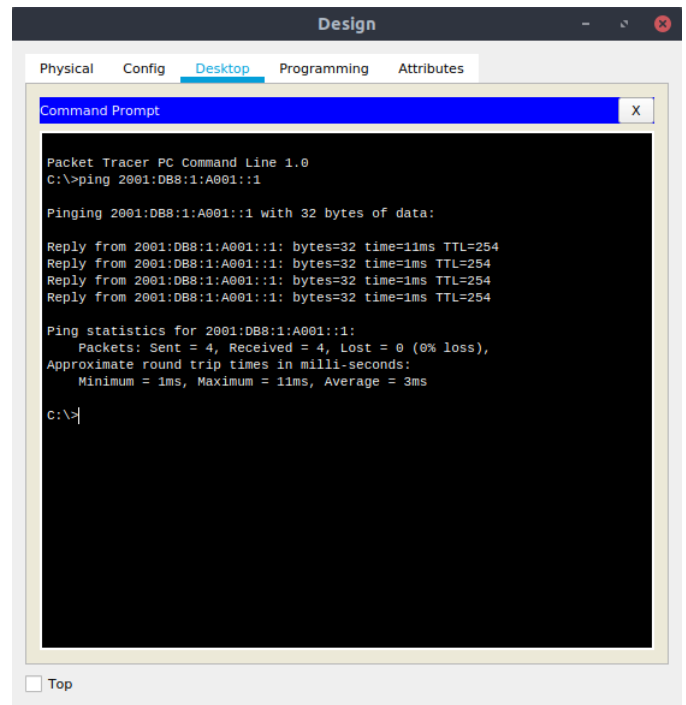 Design
Physical Config Desktop Programming Attributes
Command Prompt X
Packet Tracer PC Command Line 1.0
C:\>ping 2001:DB8:1:A001::1
Pinging 2001:DB8:1:A001::1 with 32 bytes of data:
Reply from 2001:DB8:1:A001::1: bytes=32 time=11ms TTL=254
Reply from 2001:DB8:1:A001::1: bytes=32 time=1ms TTL=254
Reply from 2001:DB8:1:A001::1: bytes=32 time=1ms TTL=254
Reply from 2001:DB8:1:A001::1: bytes=32 time=1ms TTL=254
Ping statistics for 2001:DB8:1:A001::1:
Packets: Sent = 4, Received = 4, Lost = 0 (0% loss),
Approximate round trip times in milli-seconds:
Minimum = 1ms, Maximum = 11ms, Average = 3ms
C:\>
Top